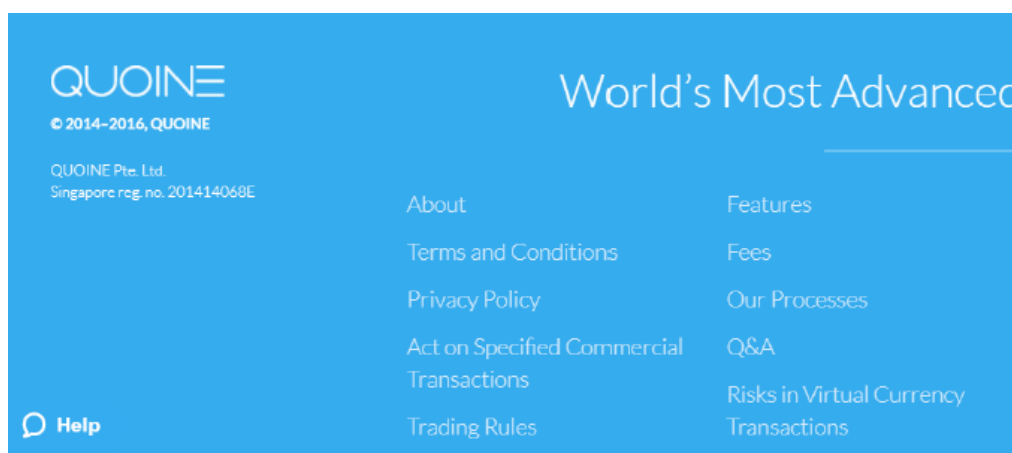 QUOINE
© 2014–2016, QUOINE
QUOINE Pte. Ltd.
Singapore reg. no. 201414068E
World's Most Advanced
About
Terms and Conditions
Privacy Policy
Act on Specified Commercial
Transactions
Trading Rules
Features
Fees
Our Processes
Q&A
Risks in Virtual Currency
Transactions
Help